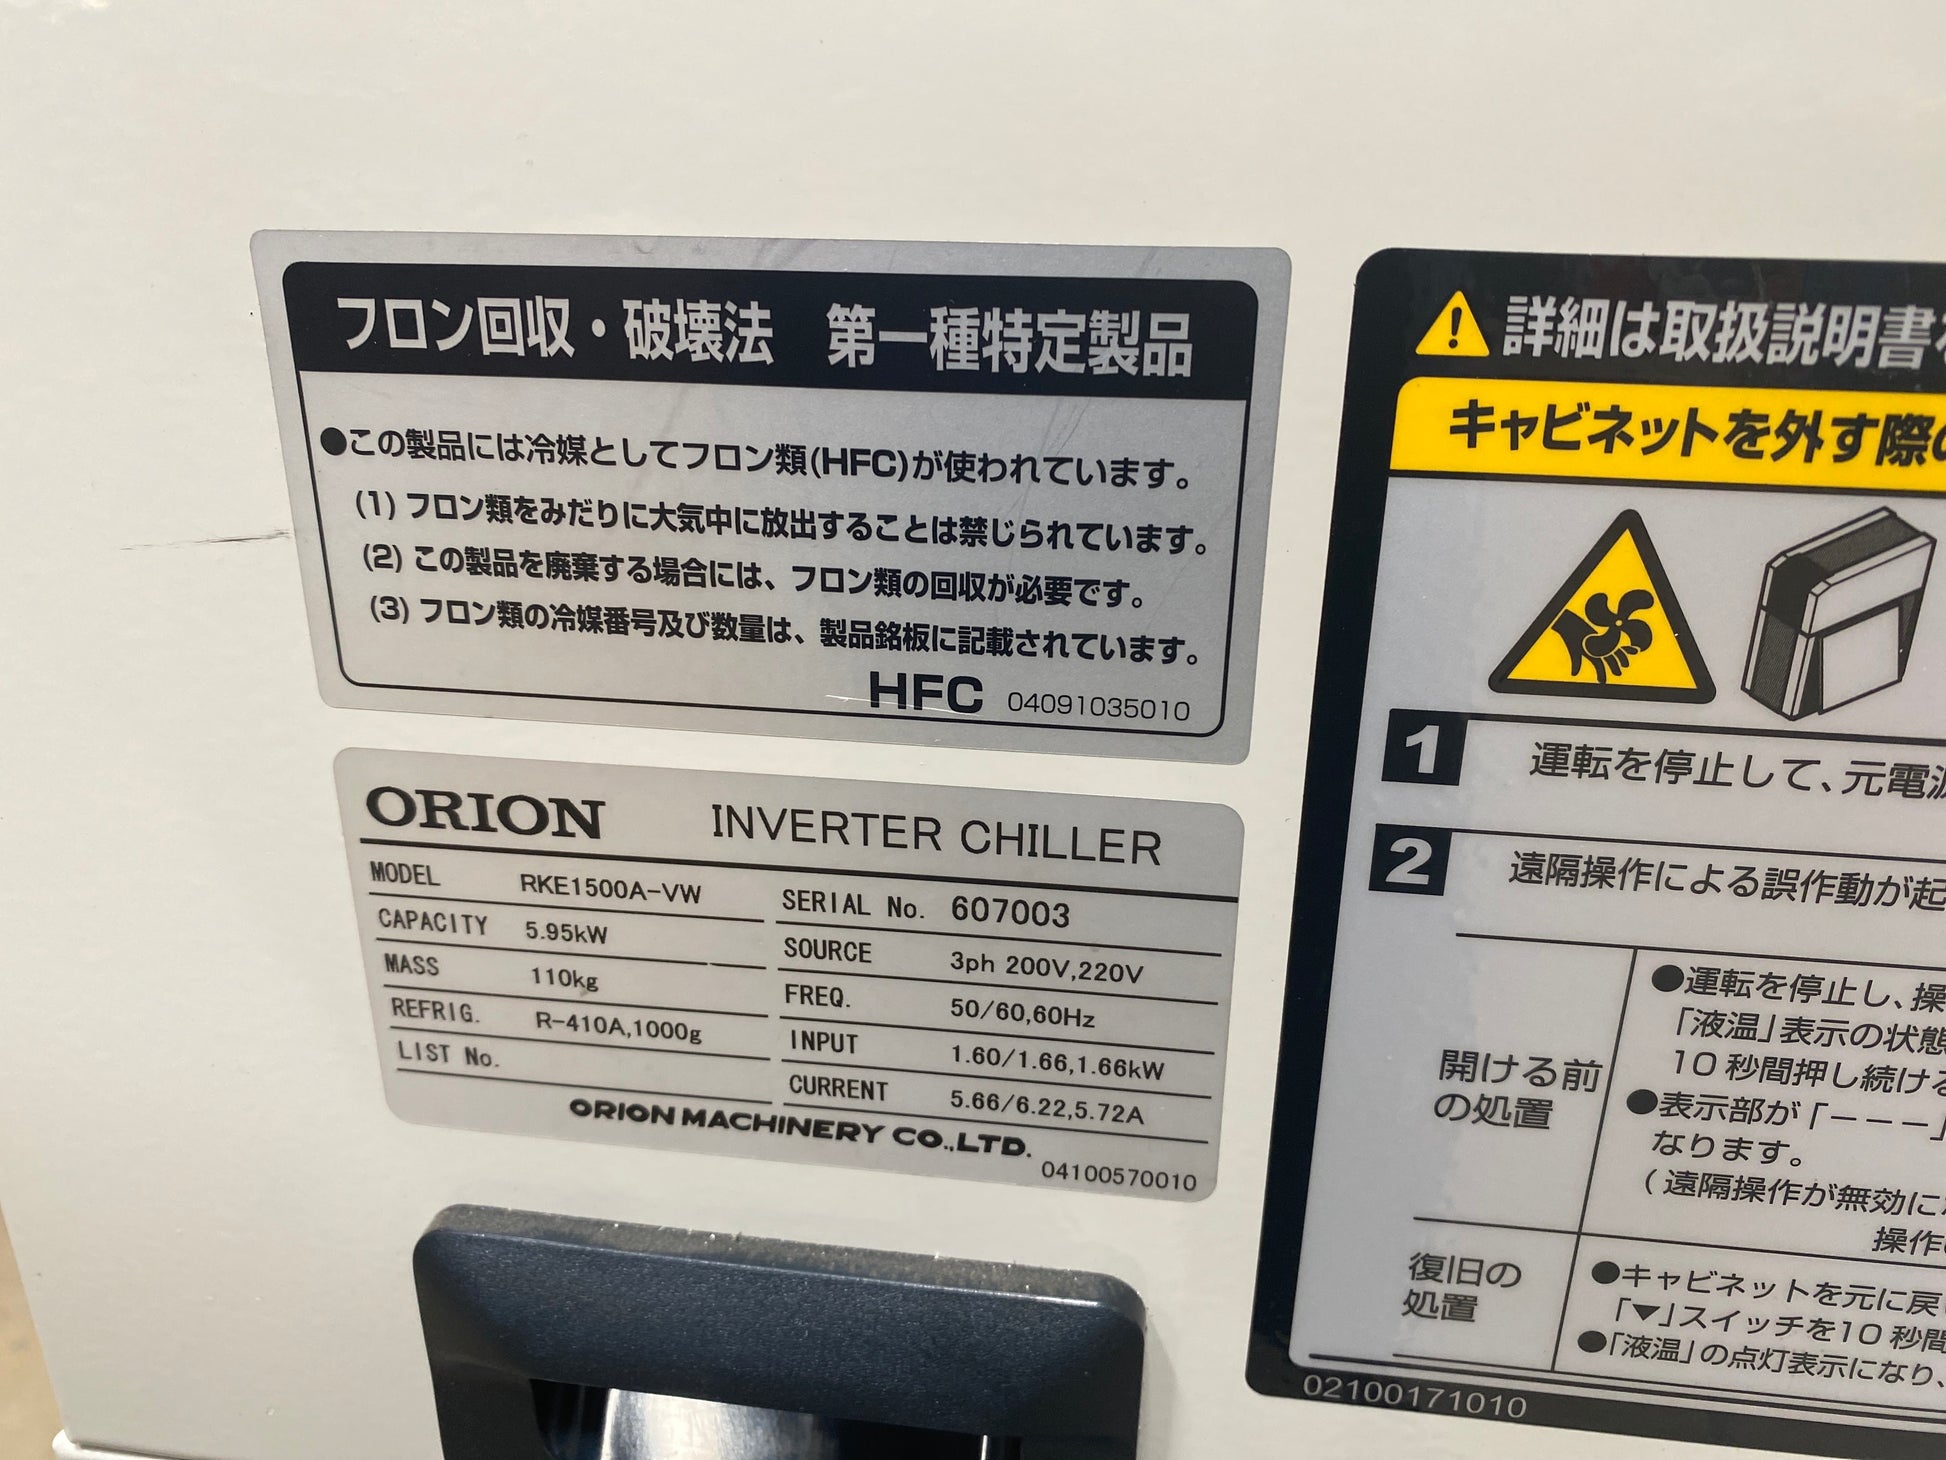 フロン回収・破壊法 第一種特定製品
●この製品には冷媒としてフロン類(HFC)が使われています。
(1) フロン類をみだりに大気中に放出することは禁じられています。
(2) この製品を廃棄する場合には、フロン類の回収が必要です。
(3) フロン類の冷媒番号及び数量は、製品銘板に記載されています。
HFC 04091035010
ORION INVERTER CHILLER
MODEL RKE1500A-VW
CAPACITY 5.95kW
MASS 110kg
REFRIG. R-410A,1000g
LIST No.
SERIAL No. 607003
SOURCE 3ph 200V,220V
FREQ. 50/60,60Hz
INPUT 1.60/1.66,1.66kW
CURRENT 5.66/6.22,5.72A
ORION MACHINERY CO.,LTD.
04100570010
詳細は取扱説明書
キャビネットを外す際の
1 運転を停止して、元電源
2 遠隔操作による誤作動が起
開ける前
の処置
●運転を停止し、操
「液温」表示の状態
10秒間押し続ける
●表示部が「−−−」
なります。
(遠隔操作が無効に
操作
復旧の
処置
●キャビネットを元に戻
「▼」スイッチを10秒間
●「液温」の点灯表示になり、
02100171010